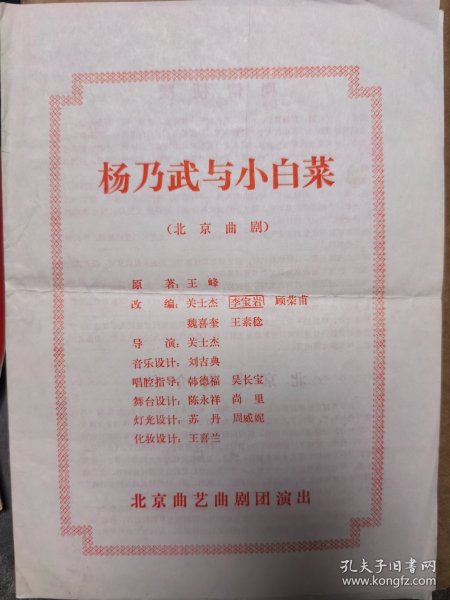 杨乃武与小白菜
（北京曲剧）
原著：王峰
改编：关士杰 李宝岩 顾荣甫
魏喜奎 王素稔
导演：关士杰
音乐设计：刘吉典
唱腔指导：韩德福 吴长宝
舞台设计：陈永祥 尚里
灯光设计：苏丹 周威妮
化妆设计：王喜兰
北京曲艺曲剧团演出
孔夫子旧书网
www.kongfz.com